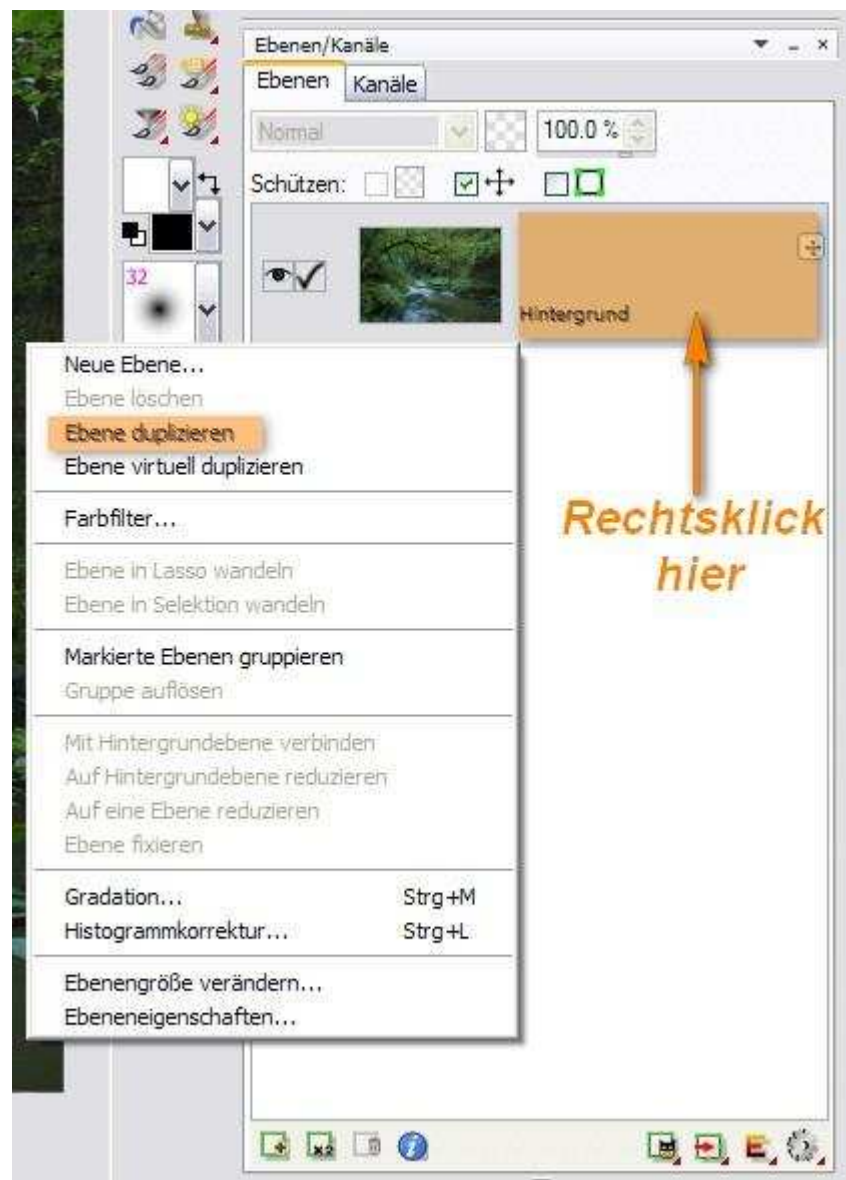 Ebenen/Kanäle
Ebenen Kanäle
Normal 100.0 %
Schützen:
32
Hintergrund
Neue Ebene...
Ebene löschen
Ebene duplizieren
Ebene virtuell duplizieren
Farbfilter...
Rechtsklick
hier
Ebene in Lasso wandeln
Ebene in Selektion wandeln
Markierte Ebenen gruppieren
Gruppe auflösen
Mit Hintergrundebene verbinden
Auf Hintergrundebene reduzieren
Auf eine Ebene reduzieren
Ebene fixieren
Gradation... Strg+M
Histogrammkorrektur... Strg+L
Ebenengröße verändern...
Ebeneneigenschaften...
x2